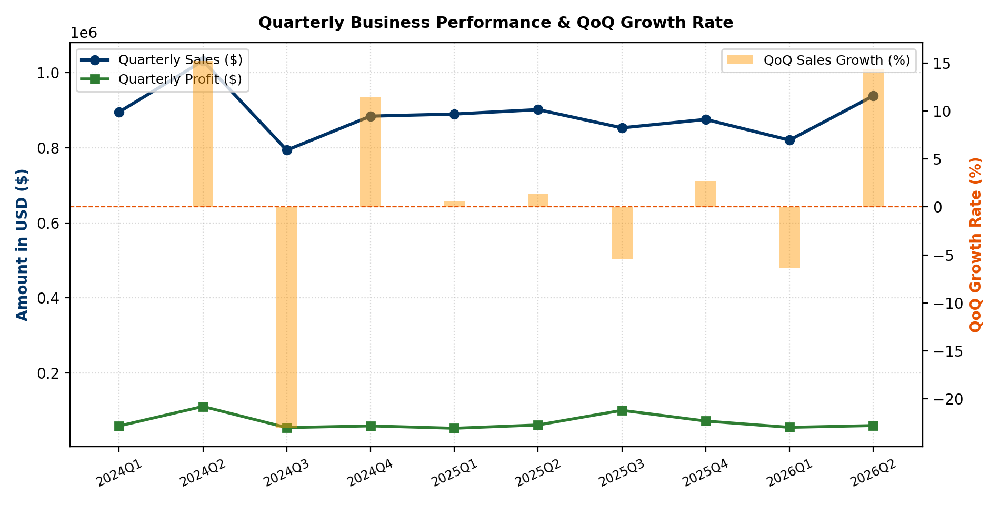 Quarterly Business Performance & QoQ Growth Rate
1e6
Quarterly Sales ($)
Quarterly Profit ($)
QoQ Sales Growth (%)
1.0
0.8
0.6
0.4
0.2
Amount in USD ($)
15
10
5
0
−5
−10
−15
−20
QoQ Growth Rate (%)
2024Q1
2024Q2
2024Q3
2024Q4
2025Q1
2025Q2
2025Q3
2025Q4
2026Q1
2026Q2